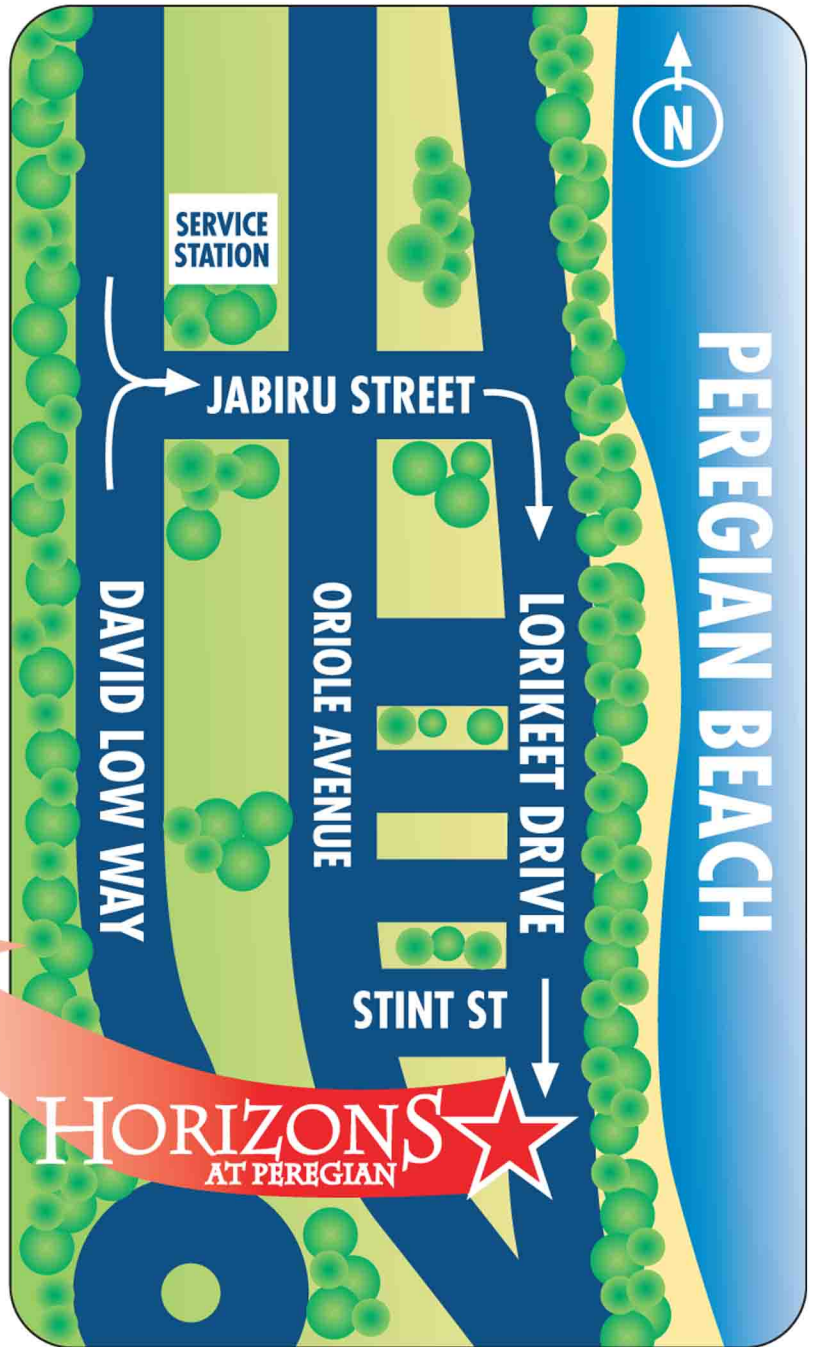 N
SERVICE
STATION
PEREGIAN BEACH
JABIRU STREET
DAVID LOW WAY
ORIOLE AVENUE
LORIKEET DRIVE
STINT ST
HORIZONS
AT PEREGIAN